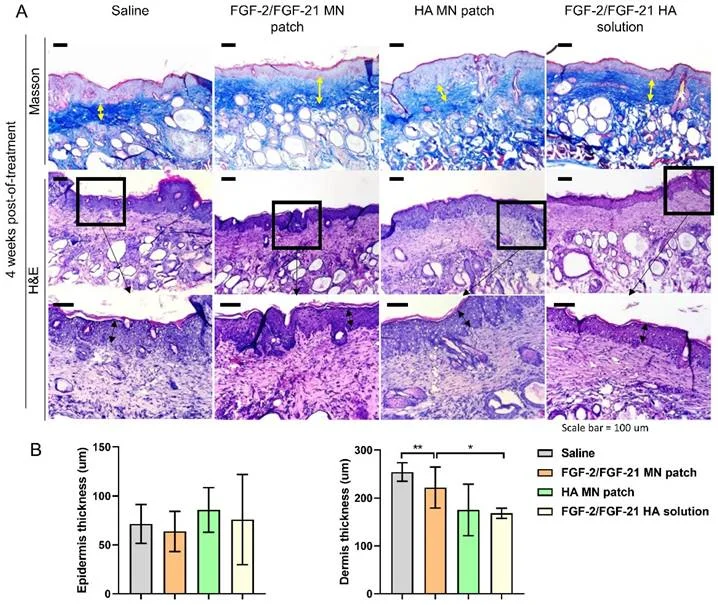 A
Saline
FGF-2/FGF-21 MN
patch
HA MN patch
FGF-2/FGF-21 HA
solution
4 weeks post-of-treatment
Masson
H&E
Scale bar = 100 um
B
Epidermis thickness (um)
150
100
50
0
Dermis thickness (um)
300
200
100
0
**
*
Saline
FGF-2/FGF-21 MN patch
HA MN patch
FGF-2/FGF-21 HA solution